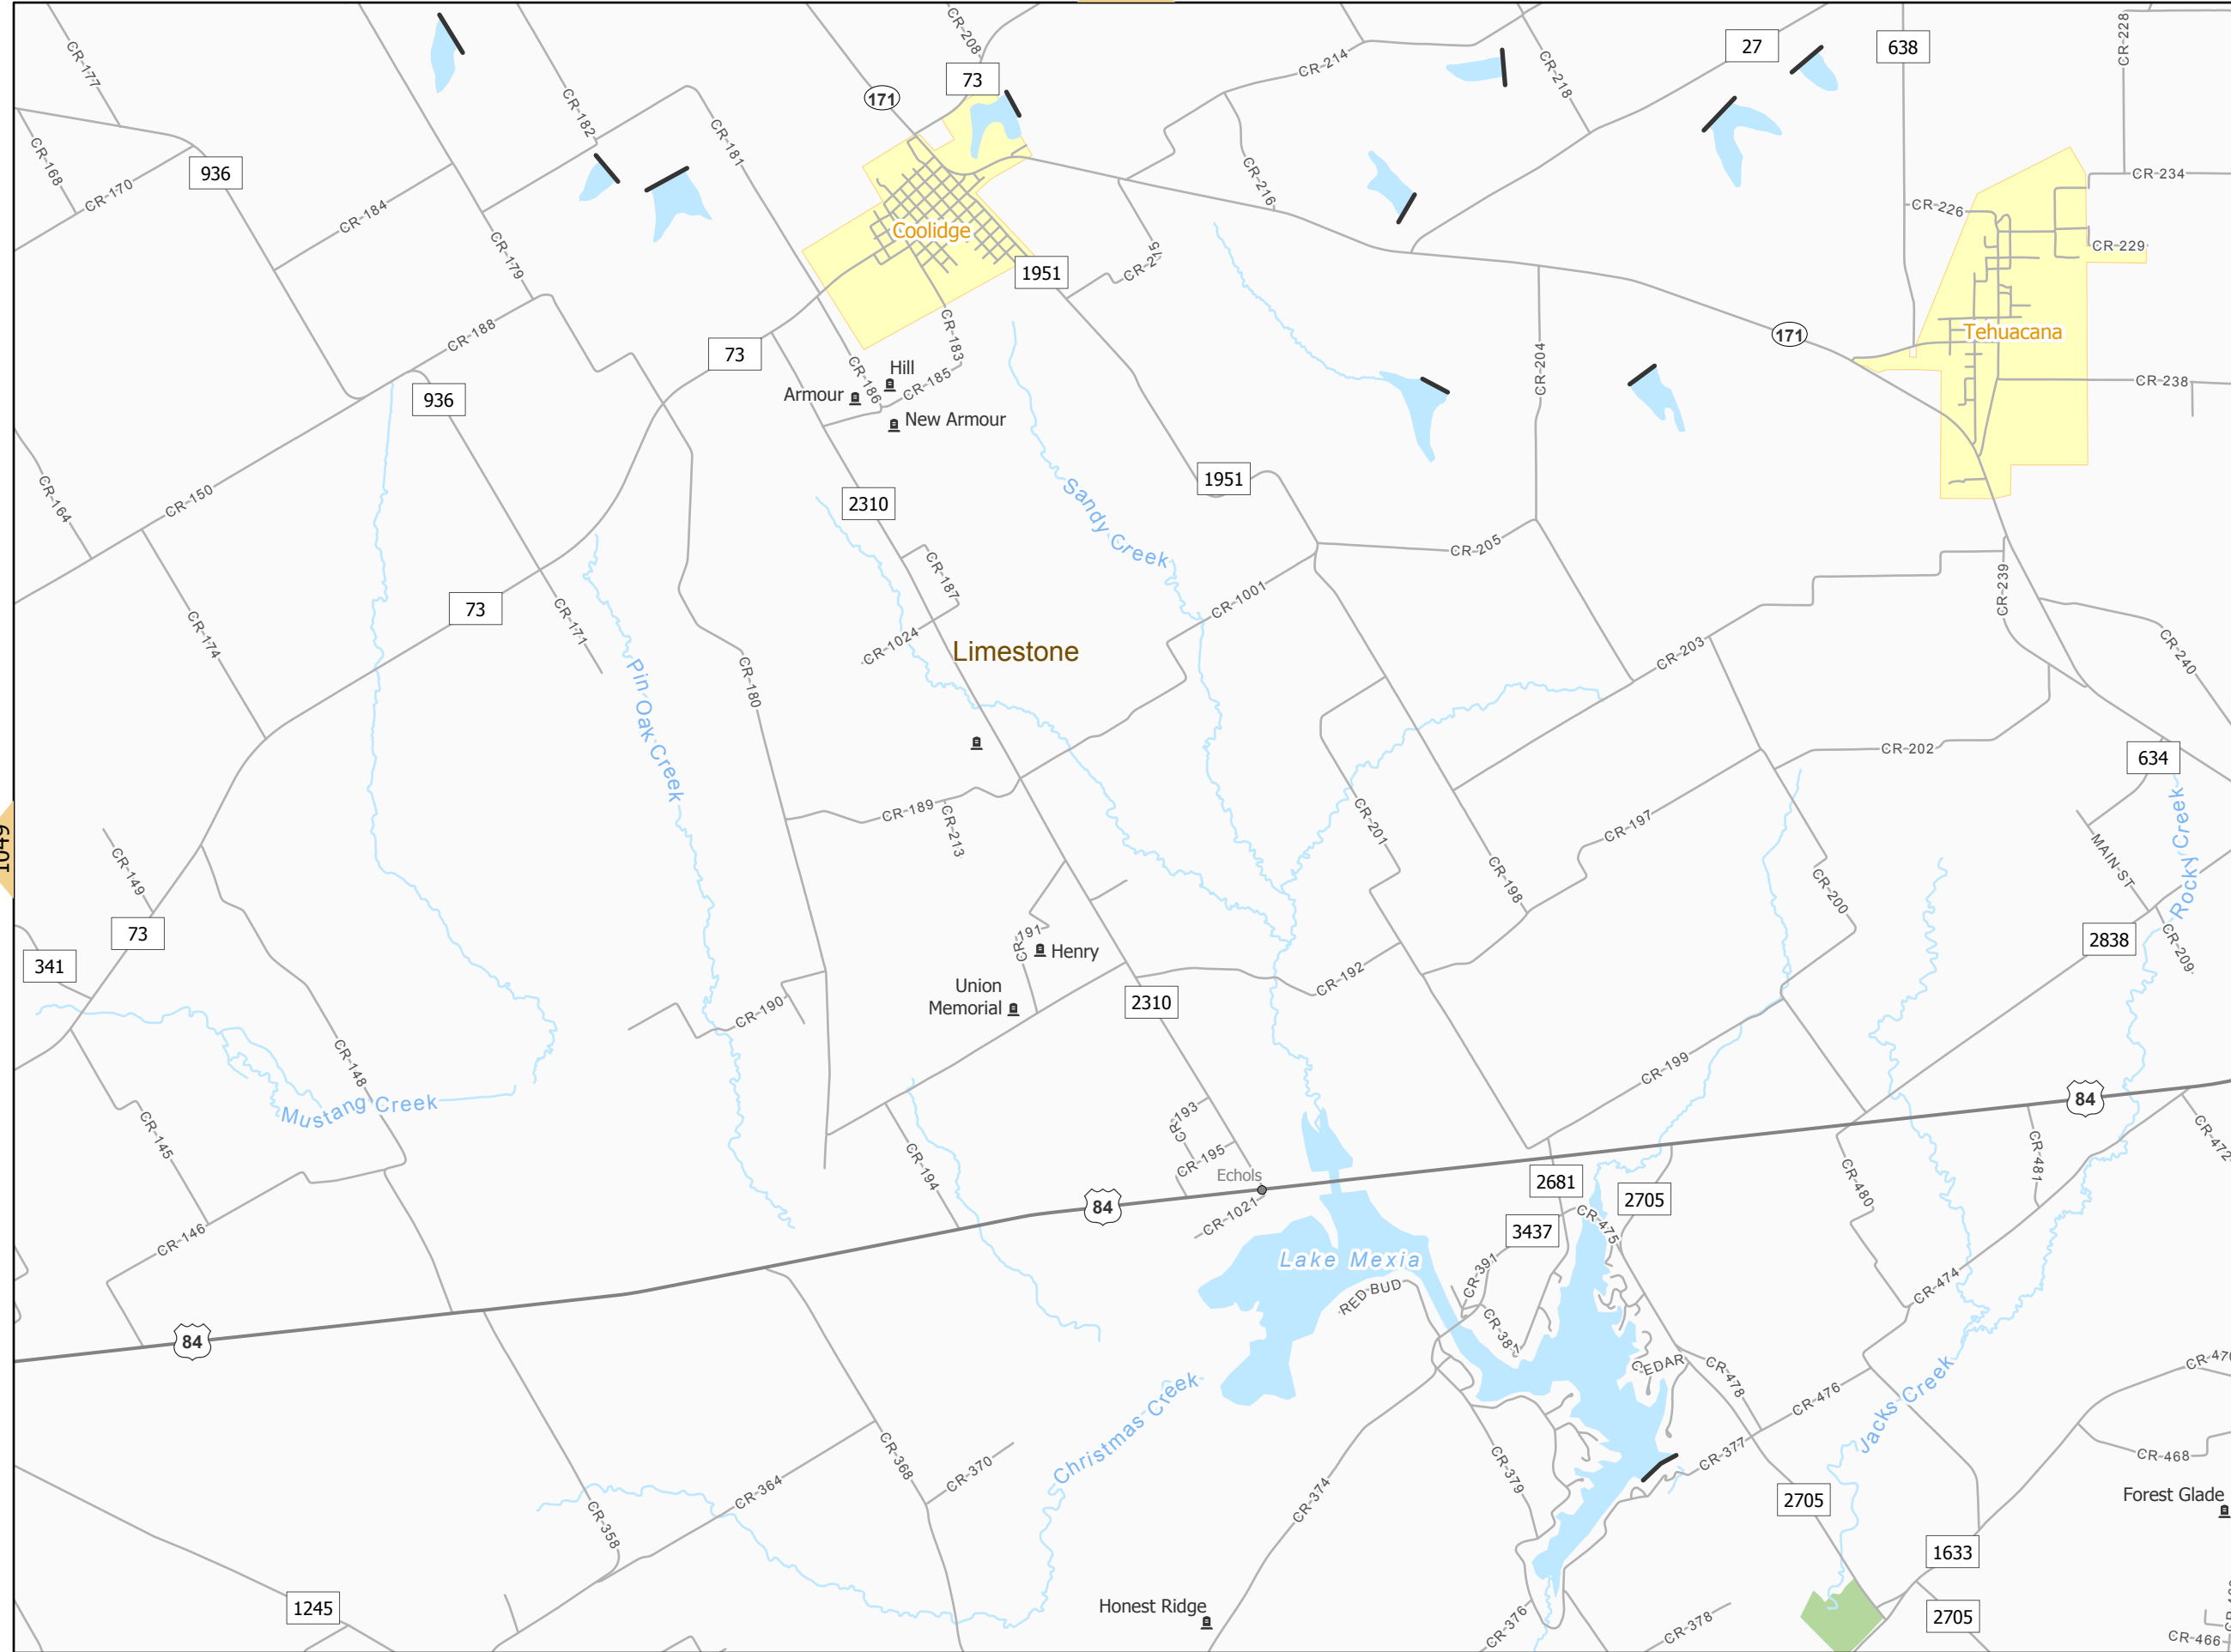 CR-208
CR-177
CR-228
73
27
638
CR-214
CR-218
171
CR-182
CR-181
CR-168
936
CR-170
CR-234
CR-216
CR-184
CR-226
Coolidge
CR-229
CR-179
1951
CR-2
75
CR-188
CR-183
171
Tehuacana
73
CR-204
Hill
CR-186
CR-185
Armour
CR-238
936
New Armour
1951
CR-164
CR-150
2310
Sandy Creek
CR-205
CR-187
CR-239
CR-1001
73
CR-171
CR-174
CR-1024
Limestone
CR-203
CR-240
CR-180
Pin Oak Creek
CR-202
634
CR-189
CR-213
CR-201
CR-197
1049
Rocky Creek
MAIN ST
CR-149
CR-198
CR-200
73
CR-191
Henry
2838
CR-209
341
CR-192
Union
Memorial
2310
CR-190
CR-148
CR-199
84
Mustang Creek
CR-193
CR-145
CR-195
CR-194
Echols
CR-481
CR-472
CR-480
2681
2705
84
CR-1021
CR-475
3437
CR-146
Lake Mexia
CR-391
RED BUD
CR-474
84
CR-381
CEDAR
CR-478
CR-476
Christmas Creek
Jacks Creek
CR-368
CR-370
CR-377
CR-468
CR-364
CR-379
CR-374
2705
Forest Glade
CR-358
1633
1245
Honest Ridge
2705
CR-376
CR-378
CR-466